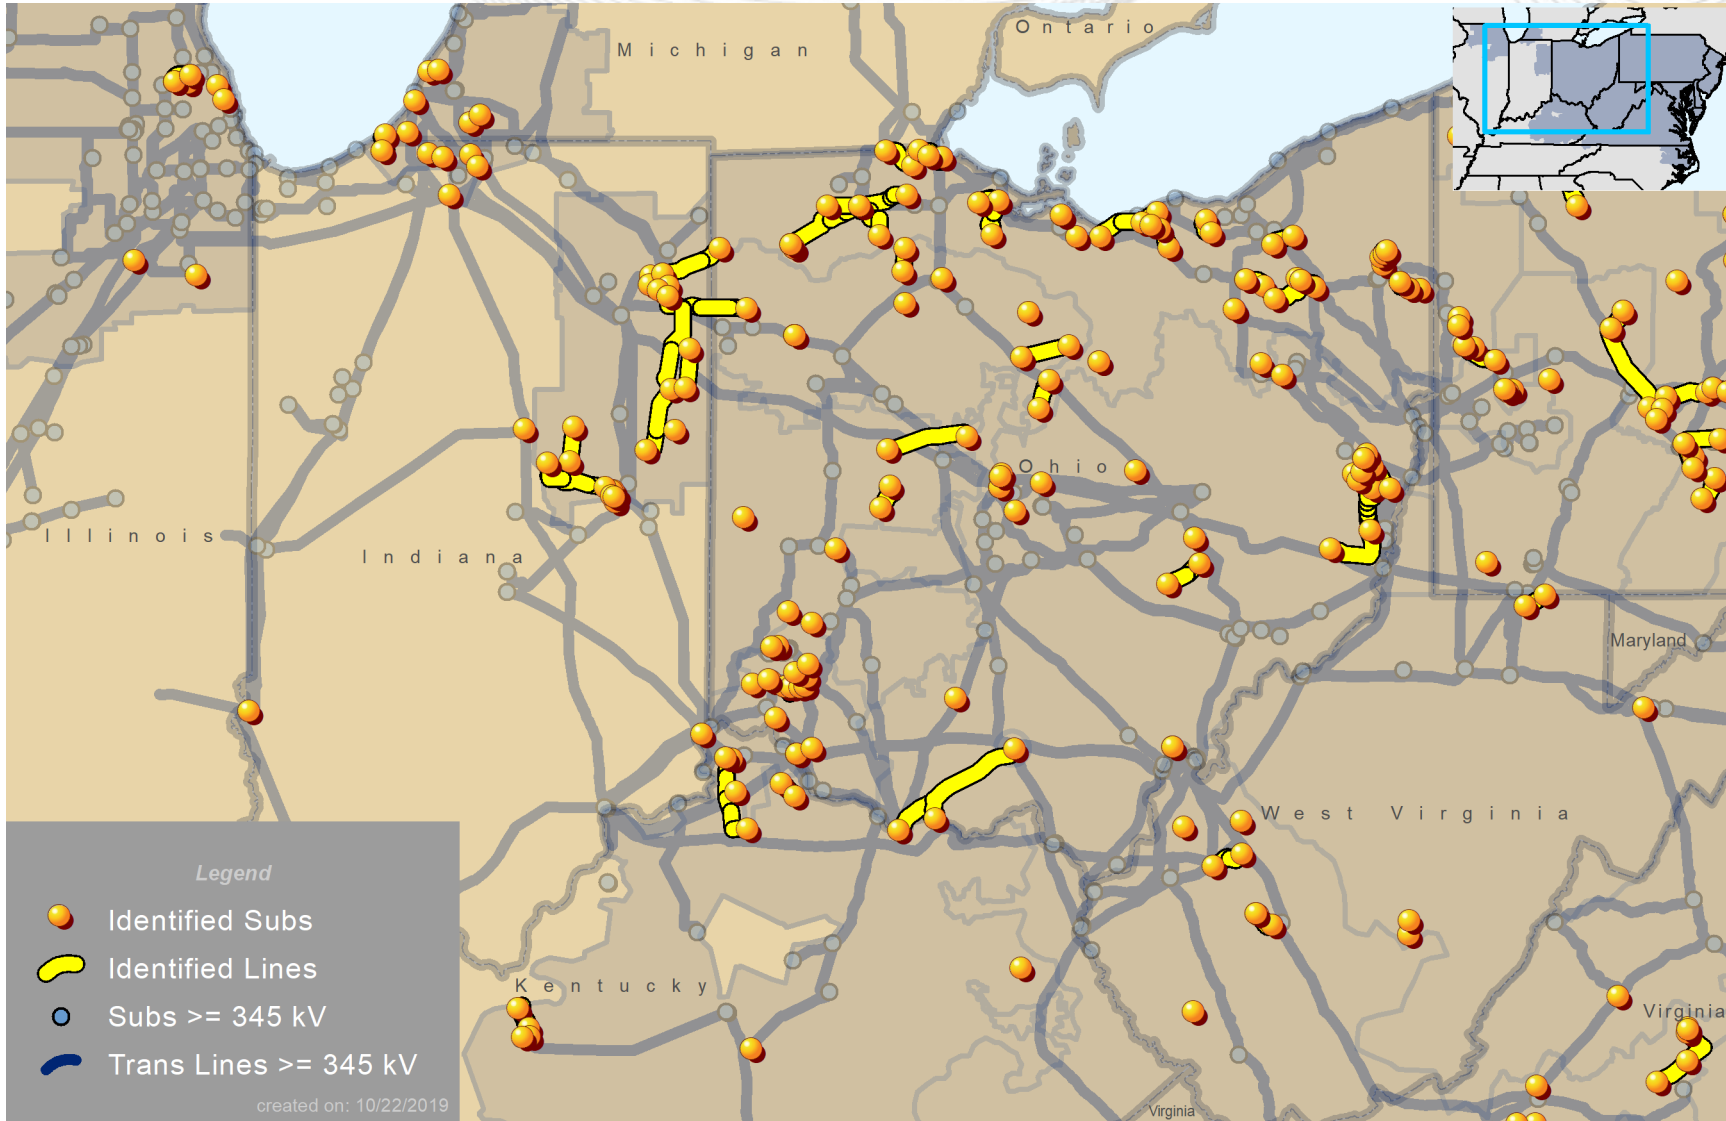 Ontario
Michigan
Ohio
Illinois
Indiana
Maryland
West Virginia
Kentucky
Virginia
Virginia
Legend
Identified Subs
Identified Lines
Subs >= 345 kV
Trans Lines >= 345 kV
created on: 10/22/2019